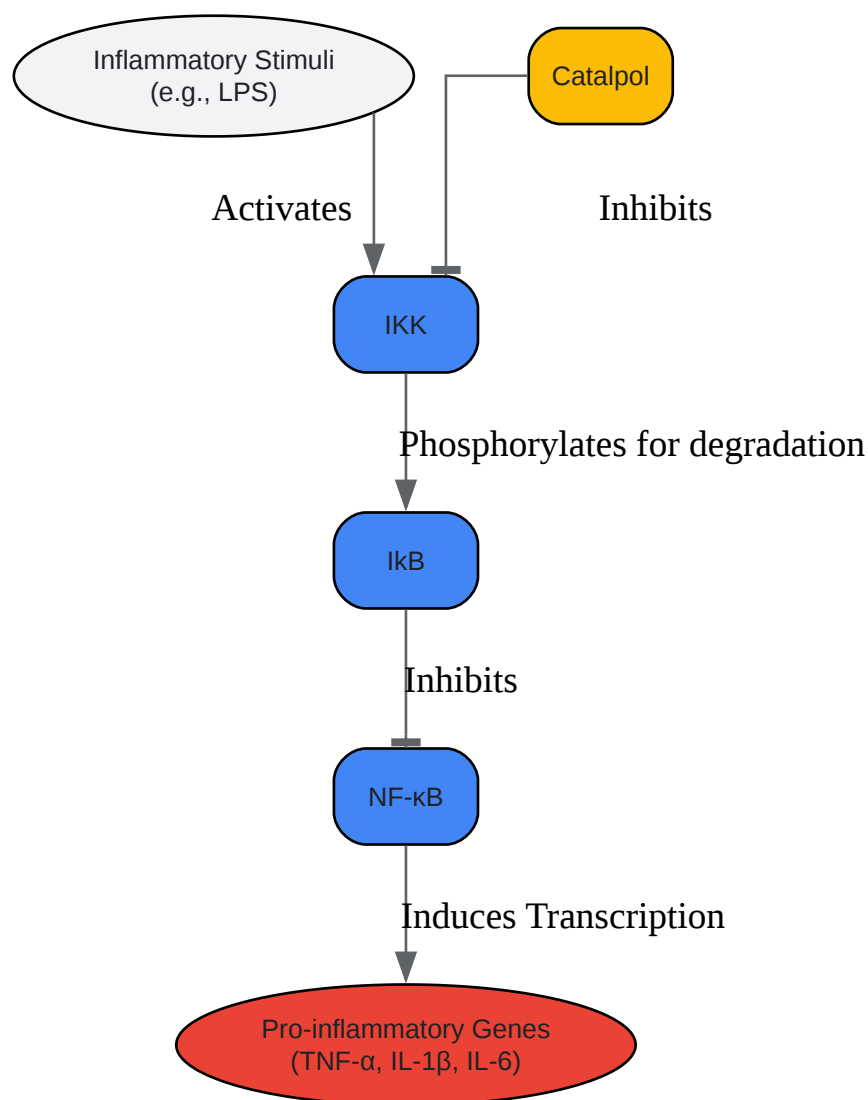 Inflammatory Stimuli
(e.g., LPS)
Catalpol
Activates
Inhibits
IKK
Phosphorylates for degradation
IkB
Inhibits
NF-κB
Induces Transcription
Pro-inflammatory Genes
(TNF-α, IL-1β, IL-6)